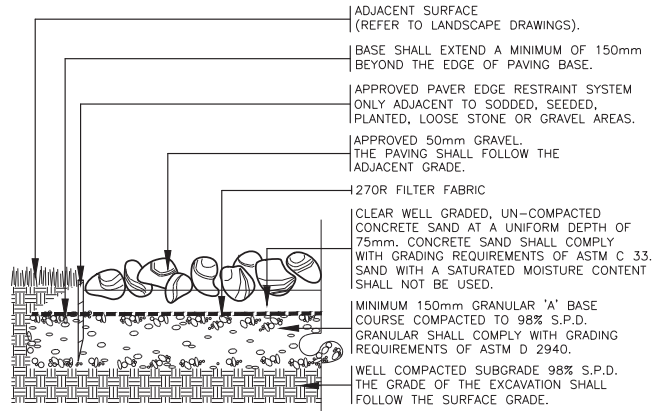 ADJACENT SURFACE
(REFER TO LANDSCAPE DRAWINGS).
BASE SHALL EXTEND A MINIMUM OF 150mm
BEYOND THE EDGE OF PAVING BASE.
APPROVED PAVER EDGE RESTRAINT SYSTEM
ONLY ADJACENT TO SODDED, SEEDED,
PLANTED, LOOSE STONE OR GRAVEL AREAS.
APPROVED 50mm GRAVEL.
THE PAVING SHALL FOLLOW THE
ADJACENT GRADE.
270R FILTER FABRIC
CLEAR WELL GRADED, UN-COMPACTED
CONCRETE SAND AT A UNIFORM DEPTH OF
75mm. CONCRETE SAND SHALL COMPLY
WITH GRADING REQUIREMENTS OF ASTM C 33.
SAND WITH A SATURATED MOISTURE CONTENT
SHALL NOT BE USED.
MINIMUM 150mm GRANULAR 'A' BASE
COURSE COMPACTED TO 98% S.P.D.
GRANULAR SHALL COMPLY WITH GRADING
REQUIREMENTS OF ASTM D 2940.
WELL COMPACTED SUBGRADE 98% S.P.D.
THE GRADE OF THE EXCAVATION SHALL
FOLLOW THE SURFACE GRADE.